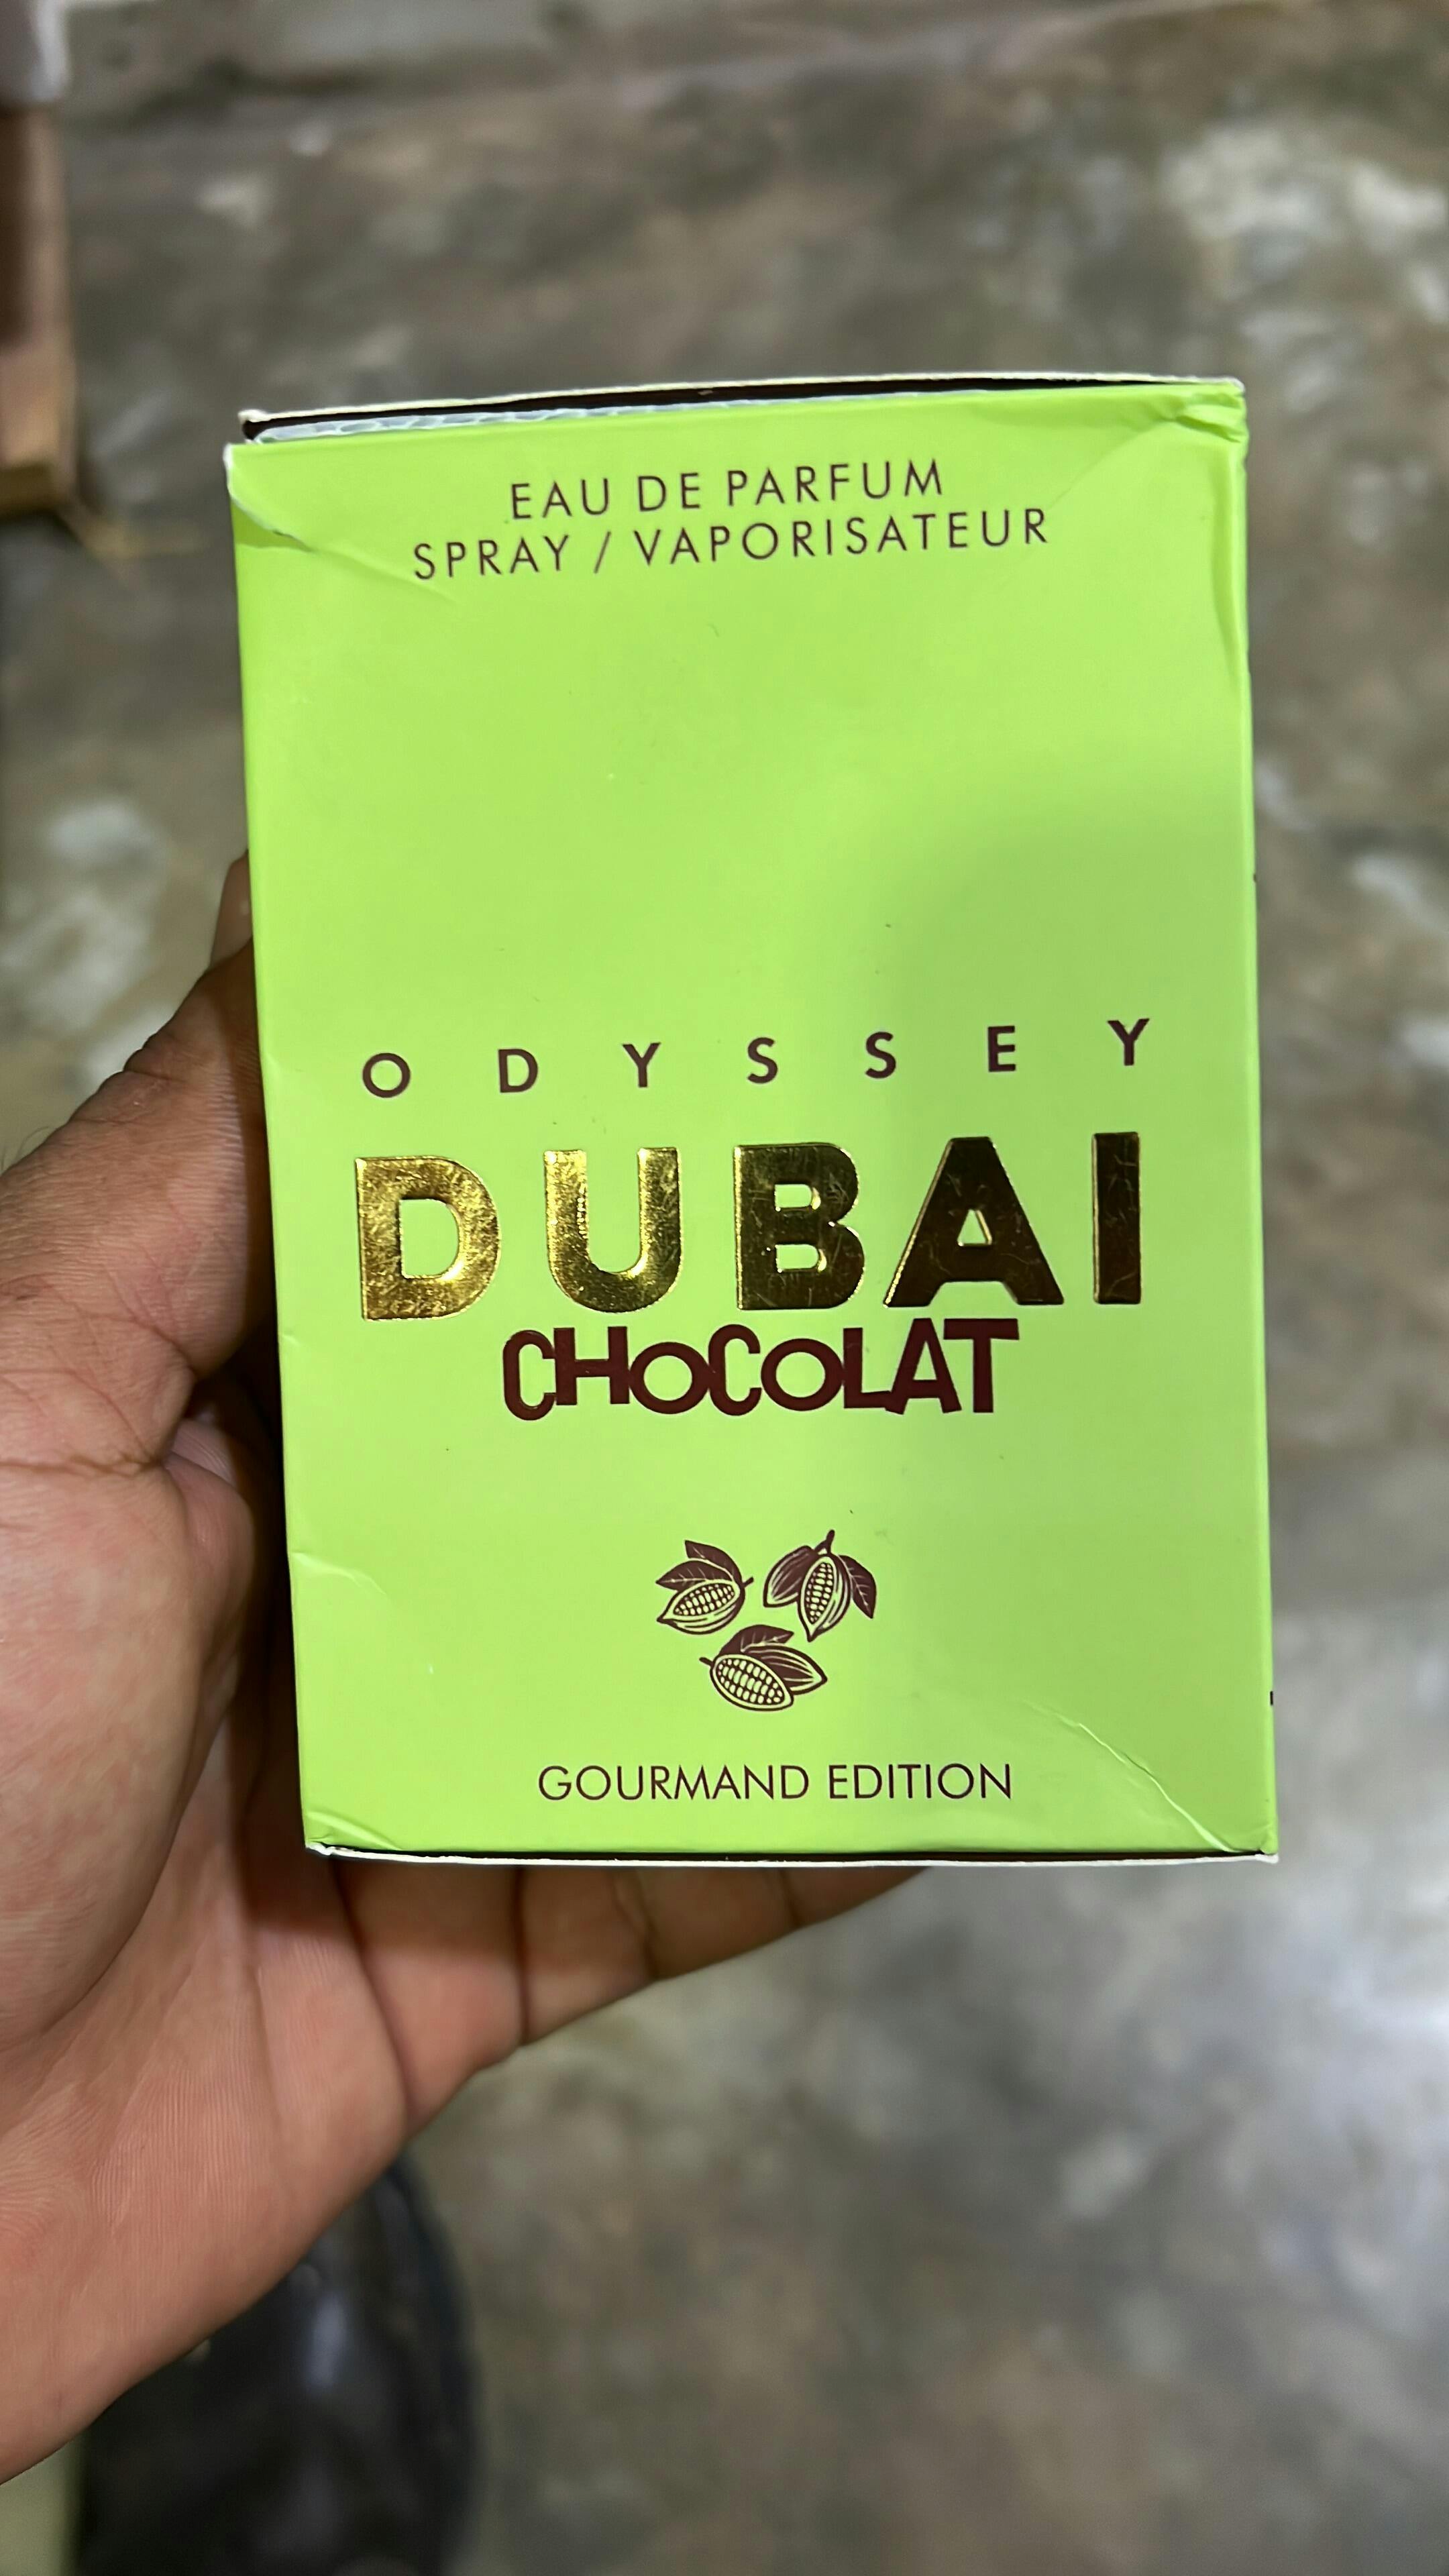 EAU DE PARFUM
SPRAY / VAPORISATEUR
ODYSSEY
DUBAI
CHOCOLAT
GOURMAND EDITION